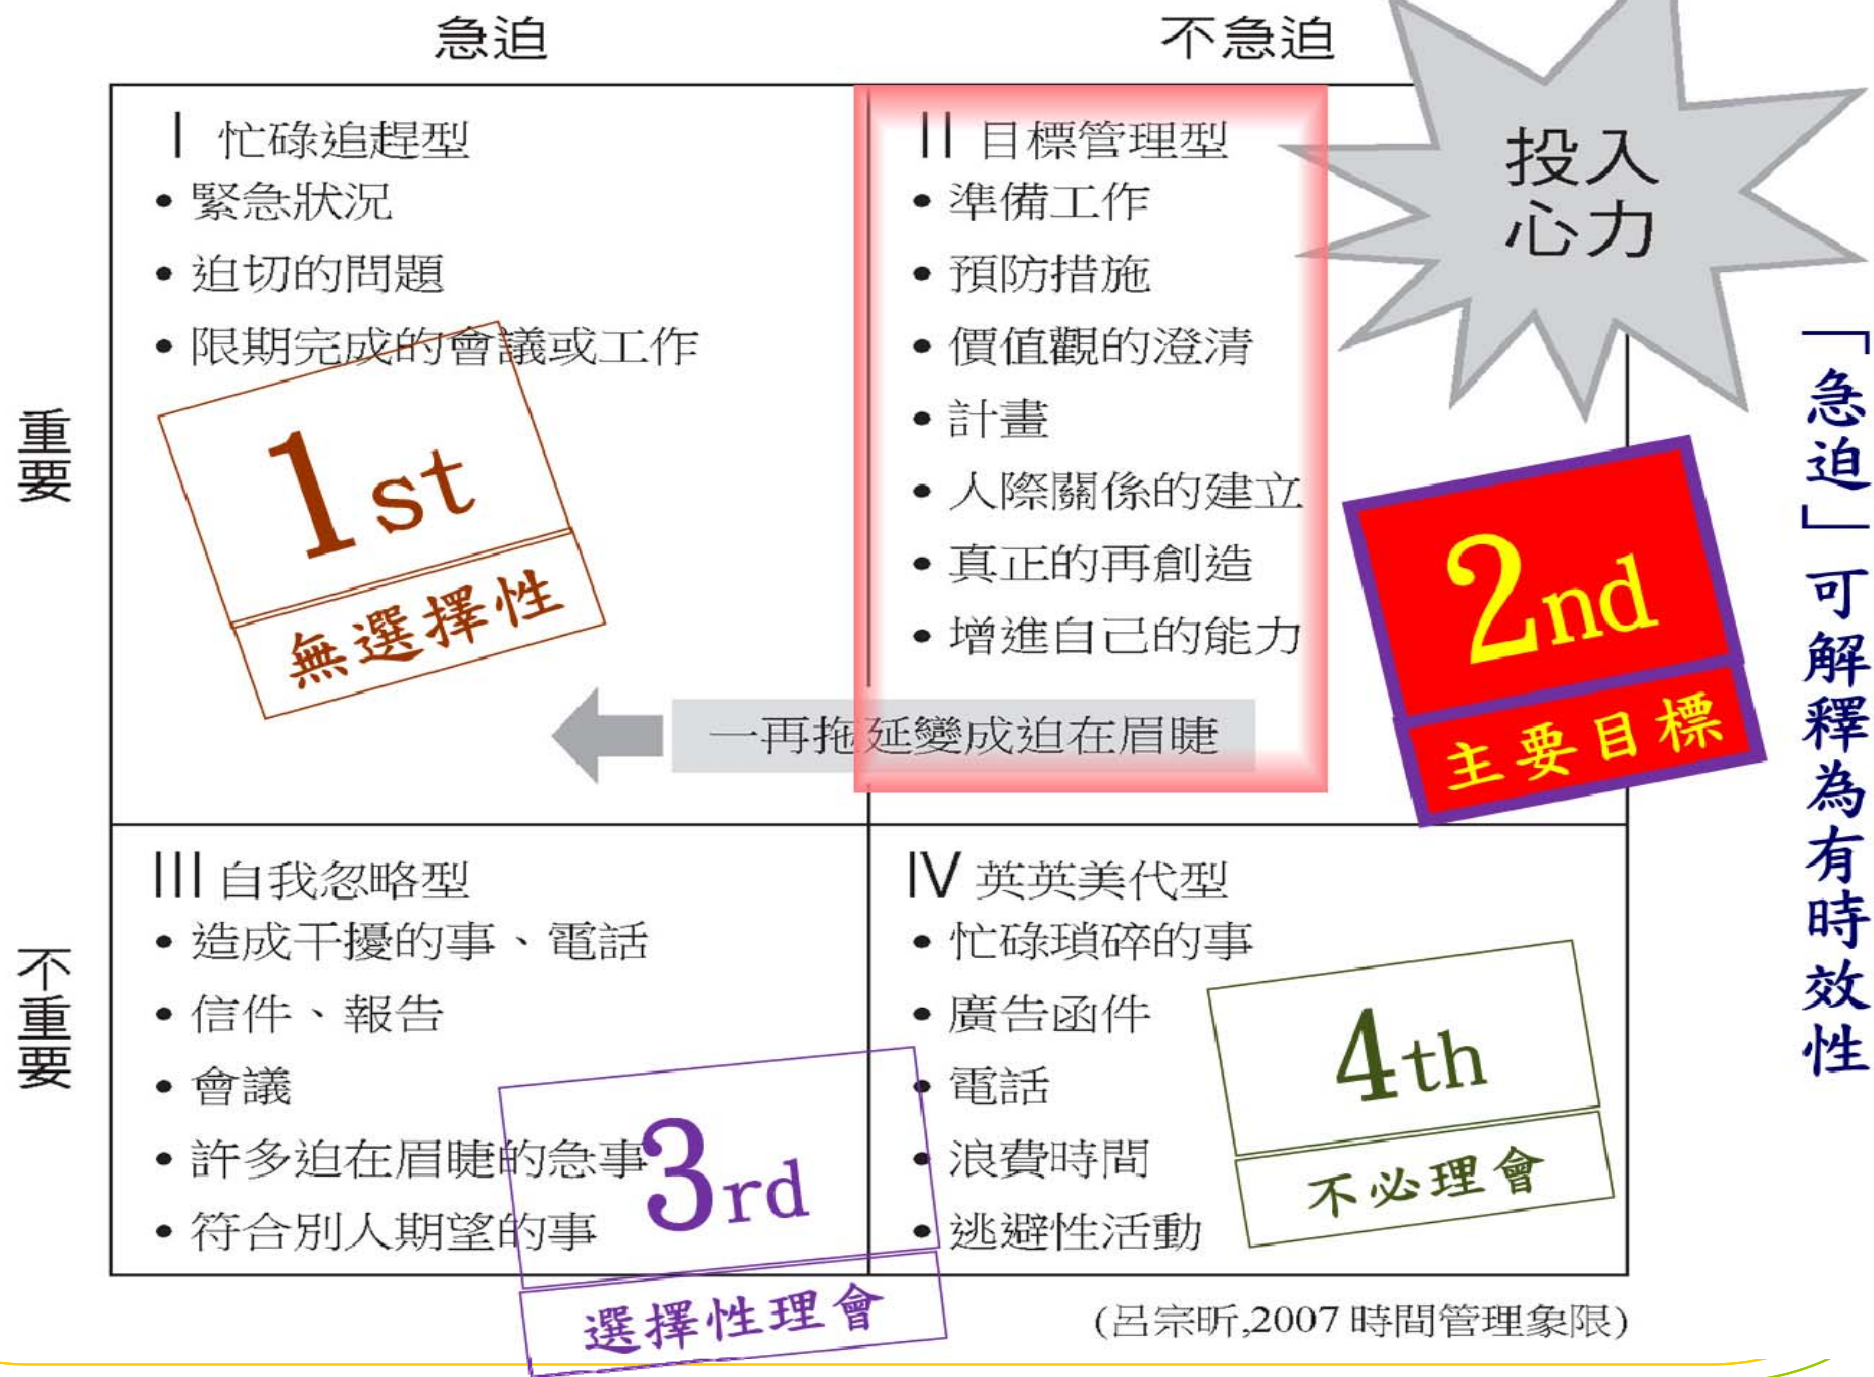 急迫
不急迫
I 忙碌追趕型
• 緊急狀況
• 迫切的問題
• 限期完成的會議或工作
1st
無選擇性
II 目標管理型
• 準備工作
• 預防措施
• 價值觀的澄清
• 計畫
• 人際關係的建立
• 真正的再創造
• 增進自己的能力
投入
心力
2nd
主要目標
一再拖延變成迫在眉睫
重要
不重要
III 自我忽略型
• 造成干擾的事、電話
• 信件、報告
• 會議
• 許多迫在眉睫的急事
• 符合別人期望的事
3rd
選擇性理會
IV 英英美代型
• 忙碌瑣碎的事
• 廣告函件
• 電話
• 浪費時間
• 逃避性活動
4th
不必理會
「急迫」可解釋為有時效性
(呂宗昕,2007 時間管理象限)